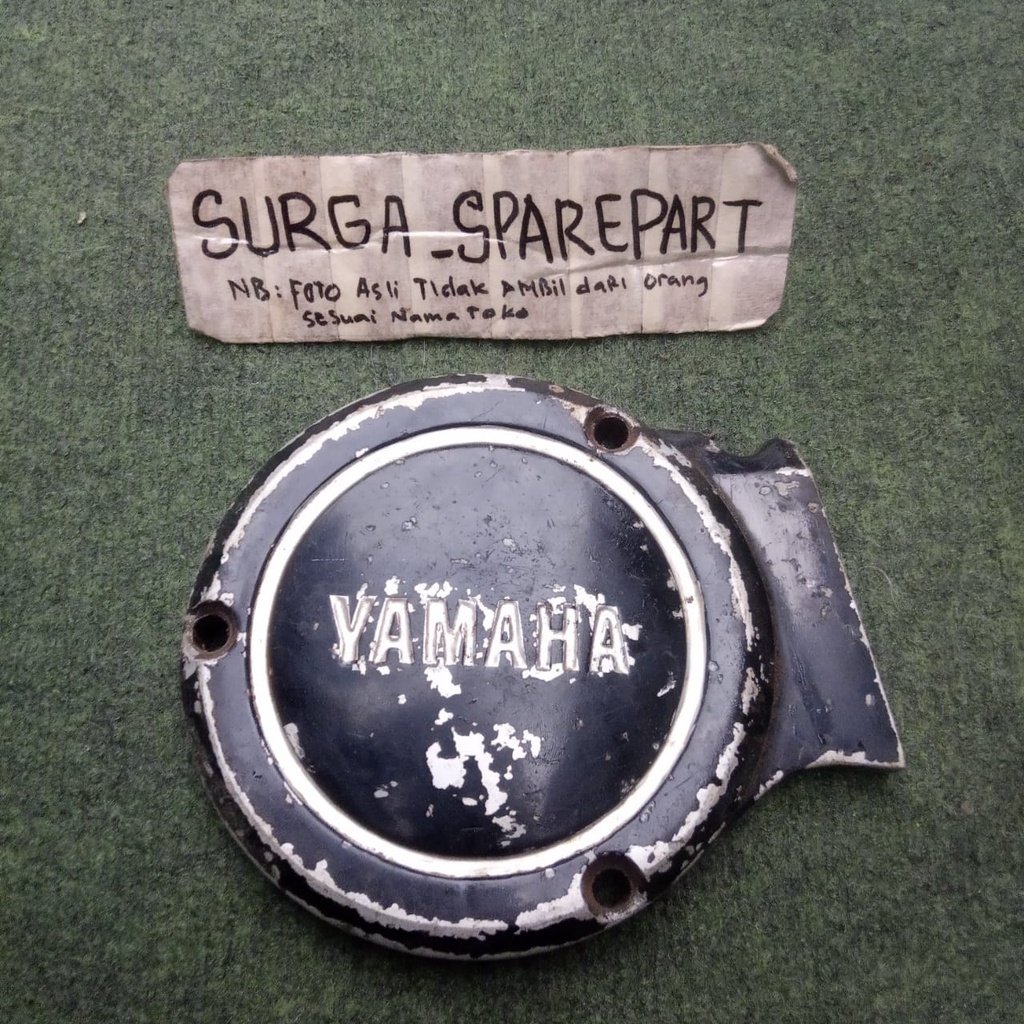 SURGA_SPAREPART
NB: FOTO Asli Tidak AMBil daRi orang
SESuai Nama Toko
YAMAHA